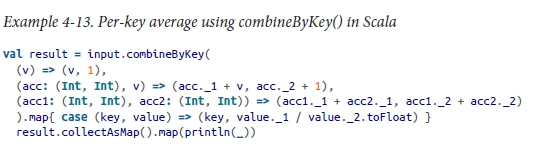 Example 4-13. Per-key average using combineByKey() in Scala
val result = input.combineByKey(
(v) => (v, 1),
(acc: (Int, Int), v) => (acc._1 + v, acc._2 + 1),
(acc1: (Int, Int), acc2: (Int, Int)) => (acc1._1 + acc2._1, acc1._2 + acc2._2)
).map{ case (key, value) => (key, value._1 / value._2.toFloat) }
result.collectAsMap().map(println(_))